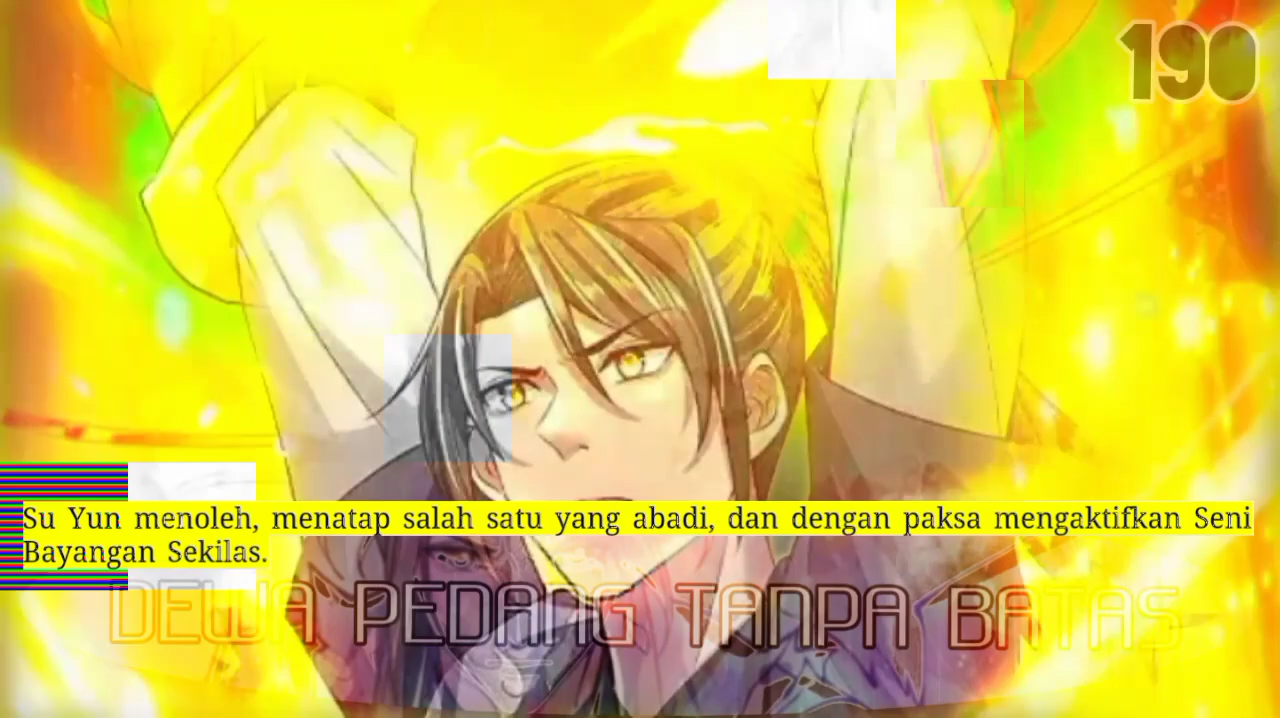 190
Su Yun menoleh, menatap salah satu yang abadi, dan dengan paksa mengaktifkan Seni
Bayangan Sekilas.
DEWA PEDANG TANPA BATAS